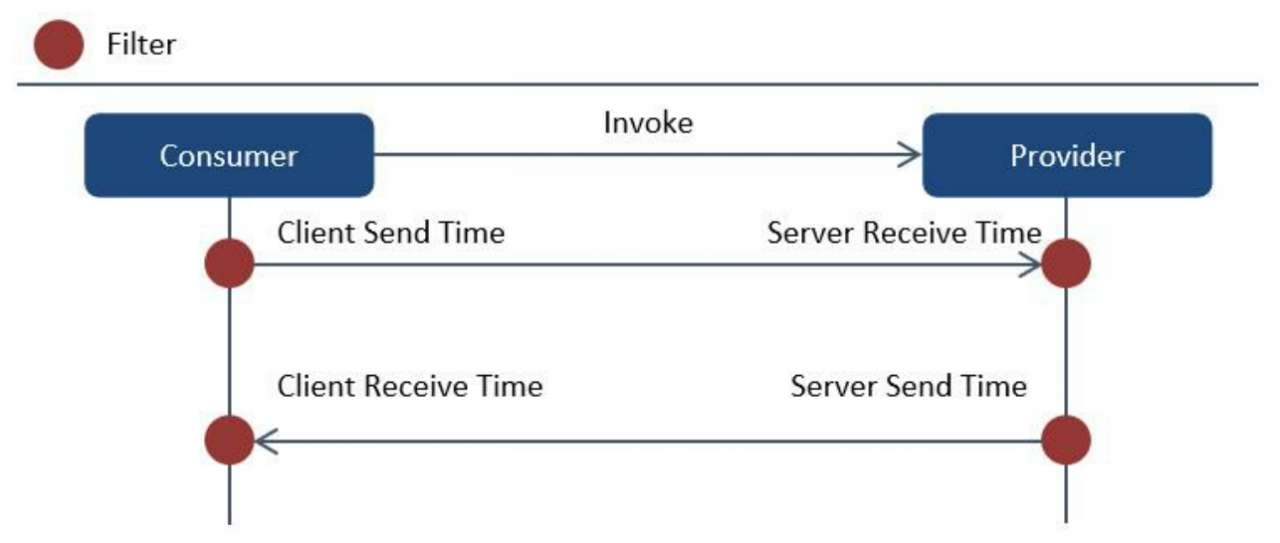 Filter
Invoke
Consumer
Provider
Client Send Time
Server Receive Time
Client Receive Time
Server Send Time